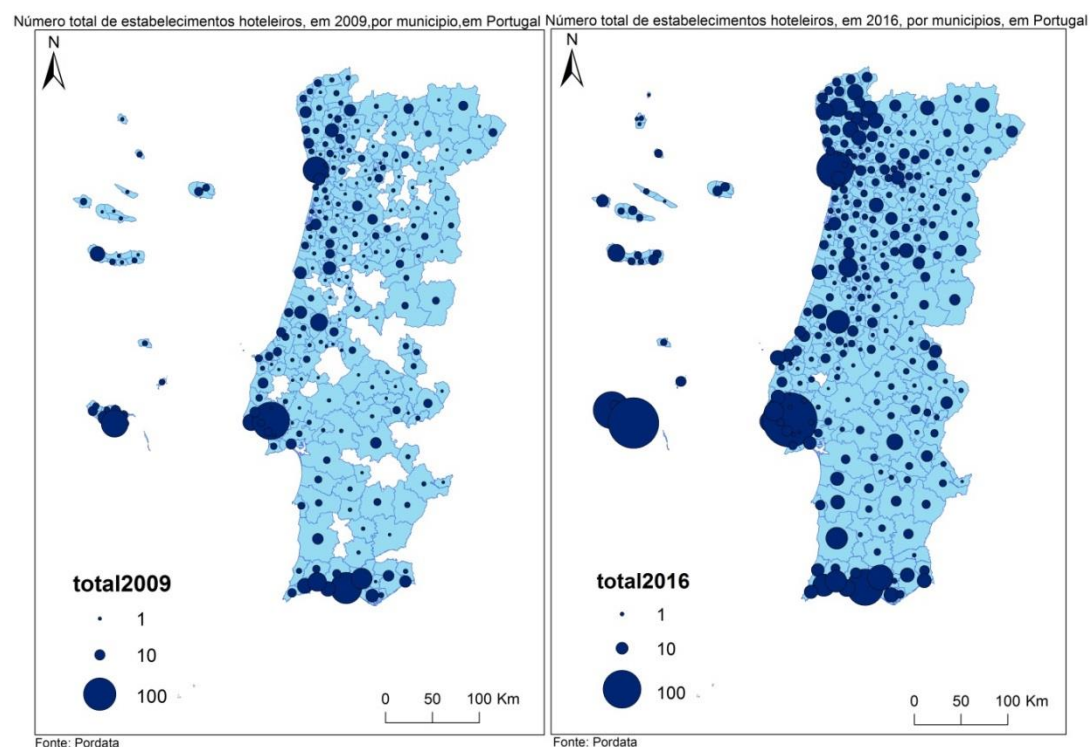 Número total de estabelecimentos hoteleiros, em 2009,por municipio,em Portugal
N
total2009
1
10
100
0 50 100 Km
Fonte: Pordata
Número total de estabelecimentos hoteleiros, em 2016, por municipios, em Portugal
N
total2016
1
10
100
0 50 100 Km
Fonte: Pordata